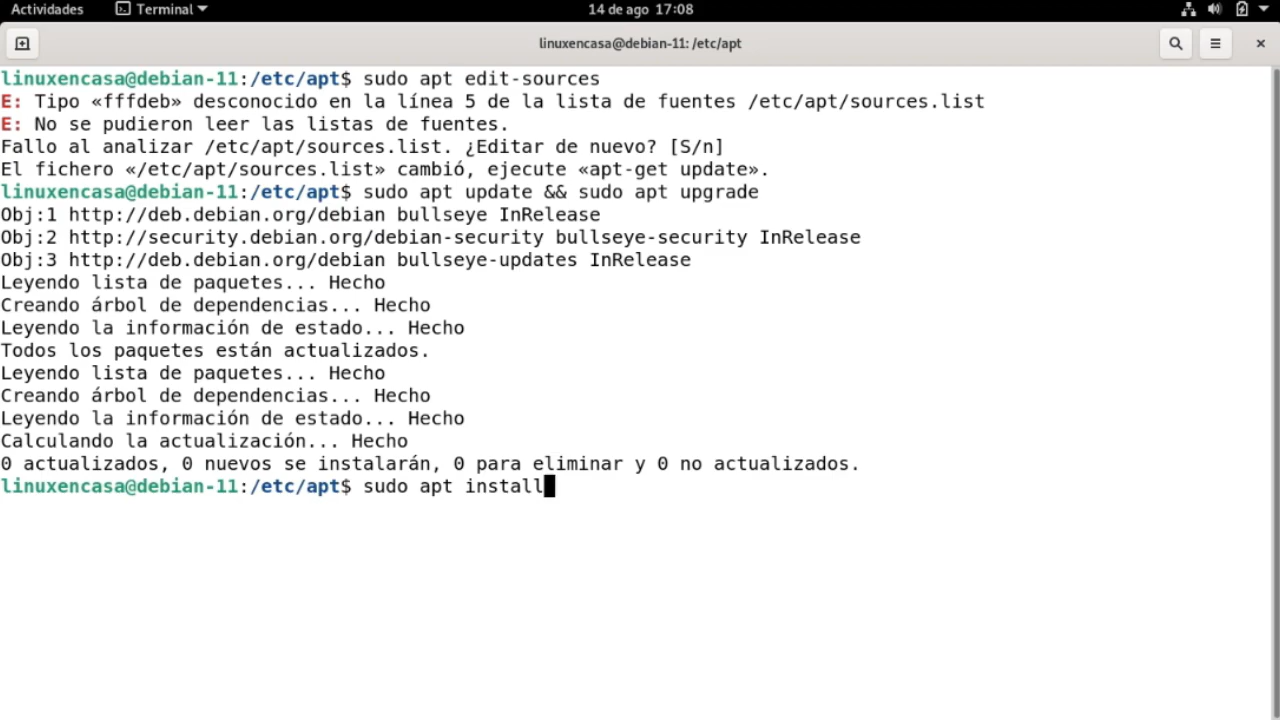 Actividades Terminal 14 de ago 17:08
linuxencasa@debian-11: /etc/apt
linuxencasa@debian-11:/etc/apt$ sudo apt edit-sources
E: Tipo «fffdeb» desconocido en la línea 5 de la lista de fuentes /etc/apt/sources.list
E: No se pudieron leer las listas de fuentes.
Fallo al analizar /etc/apt/sources.list. ¿Editar de nuevo? [S/n]
El fichero «/etc/apt/sources.list» cambió, ejecute «apt-get update».
linuxencasa@debian-11:/etc/apt$ sudo apt update && sudo apt upgrade
Obj:1 http://deb.debian.org/debian bullseye InRelease
Obj:2 http://security.debian.org/debian-security bullseye-security InRelease
Obj:3 http://deb.debian.org/debian bullseye-updates InRelease
Leyendo lista de paquetes... Hecho
Creando árbol de dependencias... Hecho
Leyendo la información de estado... Hecho
Todos los paquetes están actualizados.
Leyendo lista de paquetes... Hecho
Creando árbol de dependencias... Hecho
Leyendo la información de estado... Hecho
Calculando la actualización... Hecho
0 actualizados, 0 nuevos se instalarán, 0 para eliminar y 0 no actualizados.
linuxencasa@debian-11:/etc/apt$ sudo apt install